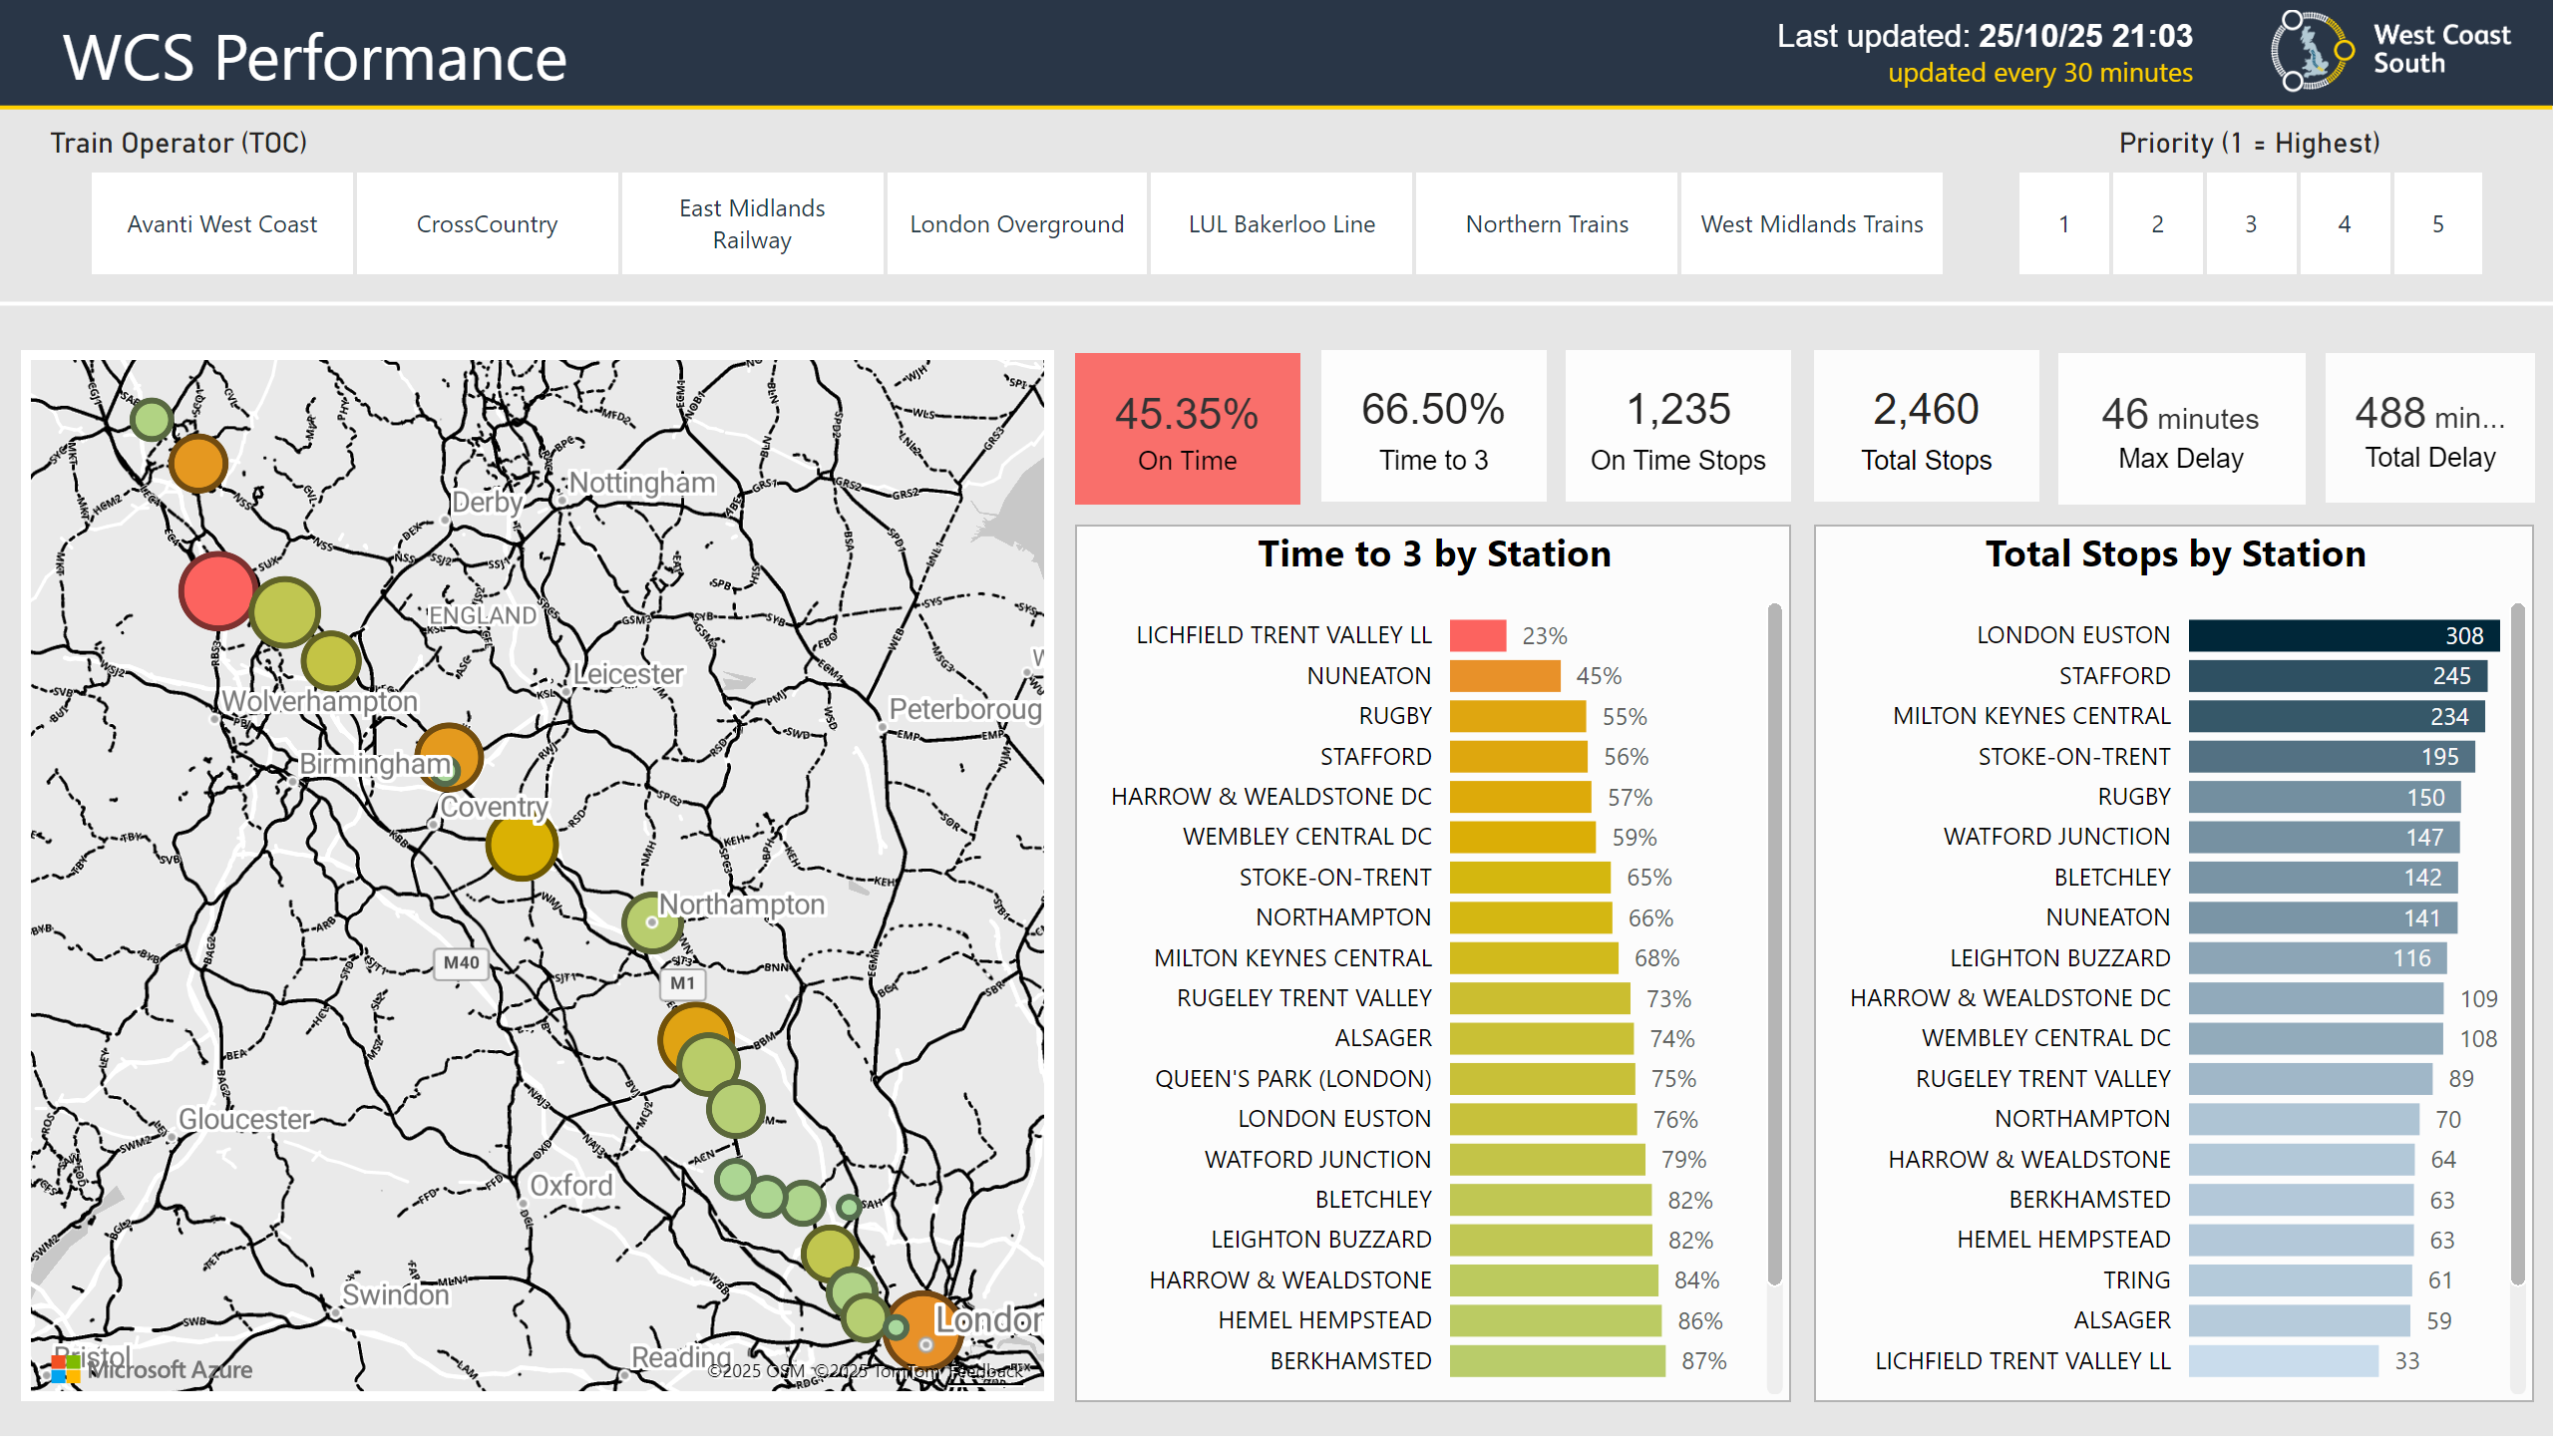 WCS Performance
Last updated: 25/10/25 21:03
updated every 30 minutes
West Coast
South
Train Operator (TOC)
Priority (1 = Highest)
Avanti West Coast
CrossCountry
East Midlands
Railway
London Overground
LUL Bakerloo Line
Northern Trains
West Midlands Trains
1
2
3
4
5
45.35%
On Time
66.50%
Time to 3
1,235
On Time Stops
2,460
Total Stops
46 minutes
Max Delay
488 min...
Total Delay
Nottingham
Derby
ENGLAND
Leicester
Wolverhampton
Peterboroug
Birmingham
Coventry
Northampton
M40
M1
Gloucester
Oxford
Swindon
London
Bristol
Reading
Microsoft Azure
©2025 OSM ©2025 TomTom Feedback
Time to 3 by Station
LICHFIELD TRENT VALLEY LL 23%
NUNEATON 45%
RUGBY 55%
STAFFORD 56%
HARROW & WEALDSTONE DC 57%
WEMBLEY CENTRAL DC 59%
STOKE-ON-TRENT 65%
NORTHAMPTON 66%
MILTON KEYNES CENTRAL 68%
RUGELEY TRENT VALLEY 73%
ALSAGER 74%
QUEEN'S PARK (LONDON) 75%
LONDON EUSTON 76%
WATFORD JUNCTION 79%
BLETCHLEY 82%
LEIGHTON BUZZARD 82%
HARROW & WEALDSTONE 84%
HEMEL HEMPSTEAD 86%
BERKHAMSTED 87%
Total Stops by Station
LONDON EUSTON 308
STAFFORD 245
MILTON KEYNES CENTRAL 234
STOKE-ON-TRENT 195
RUGBY 150
WATFORD JUNCTION 147
BLETCHLEY 142
NUNEATON 141
LEIGHTON BUZZARD 116
HARROW & WEALDSTONE DC 109
WEMBLEY CENTRAL DC 108
RUGELEY TRENT VALLEY 89
NORTHAMPTON 70
HARROW & WEALDSTONE 64
BERKHAMSTED 63
HEMEL HEMPSTEAD 63
TRING 61
ALSAGER 59
LICHFIELD TRENT VALLEY LL 33